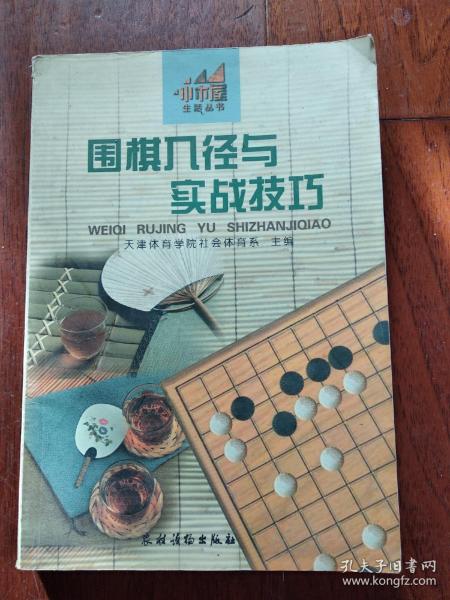 小木屋
生活丛书
围棋入径与
实战技巧
WEIQI RUJING YU SHIZHANJIQIAO
天津体育学院社会体育系 主编
农村读物出版社
孔夫子旧书网
www.kongfz.com